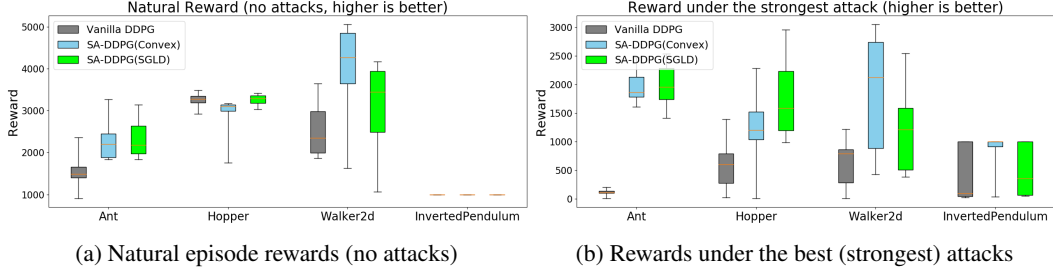 Natural Reward (no attacks, higher is better)
Vanilla DDPG
SA-DDPG(Convex)
SA-DDPG(SGLD)
Reward
5000
4000
3000
2000
1000
Ant
Hopper
Walker2d
InvertedPendulum
(a) Natural episode rewards (no attacks)
Reward under the strongest attack (higher is better)
Vanilla DDPG
SA-DDPG(Convex)
SA-DDPG(SGLD)
Reward
3000
2500
2000
1500
1000
500
0
Ant
Hopper
Walker2d
InvertedPendulum
(b) Rewards under the best (strongest) attacks